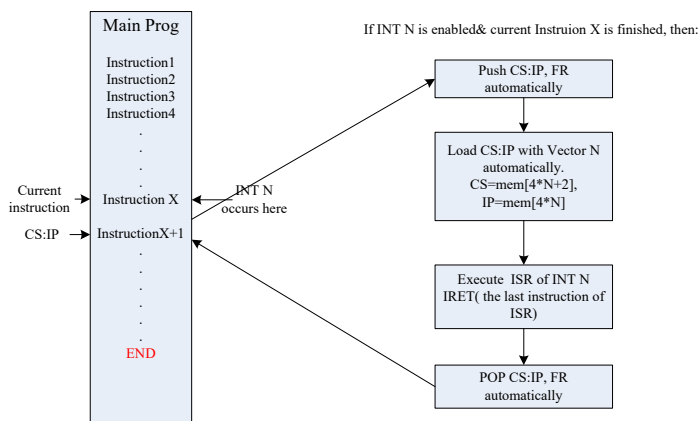 Main Prog
Instruction1
Instruction2
Instruction3
Instruction4
.
.
.
.
Current
instruction
Instruction X
INT N
occurs here
CS:IP
InstructionX+1
.
.
.
.
.
.
END
If INT N is enabled& current Instruion X is finished, then:
Push CS:IP, FR
automatically
Load CS:IP with Vector N
automatically.
CS=mem[4*N+2],
IP=mem[4*N]
Execute ISR of INT N
IRET( the last instruction of
ISR)
POP CS:IP, FR
automatically